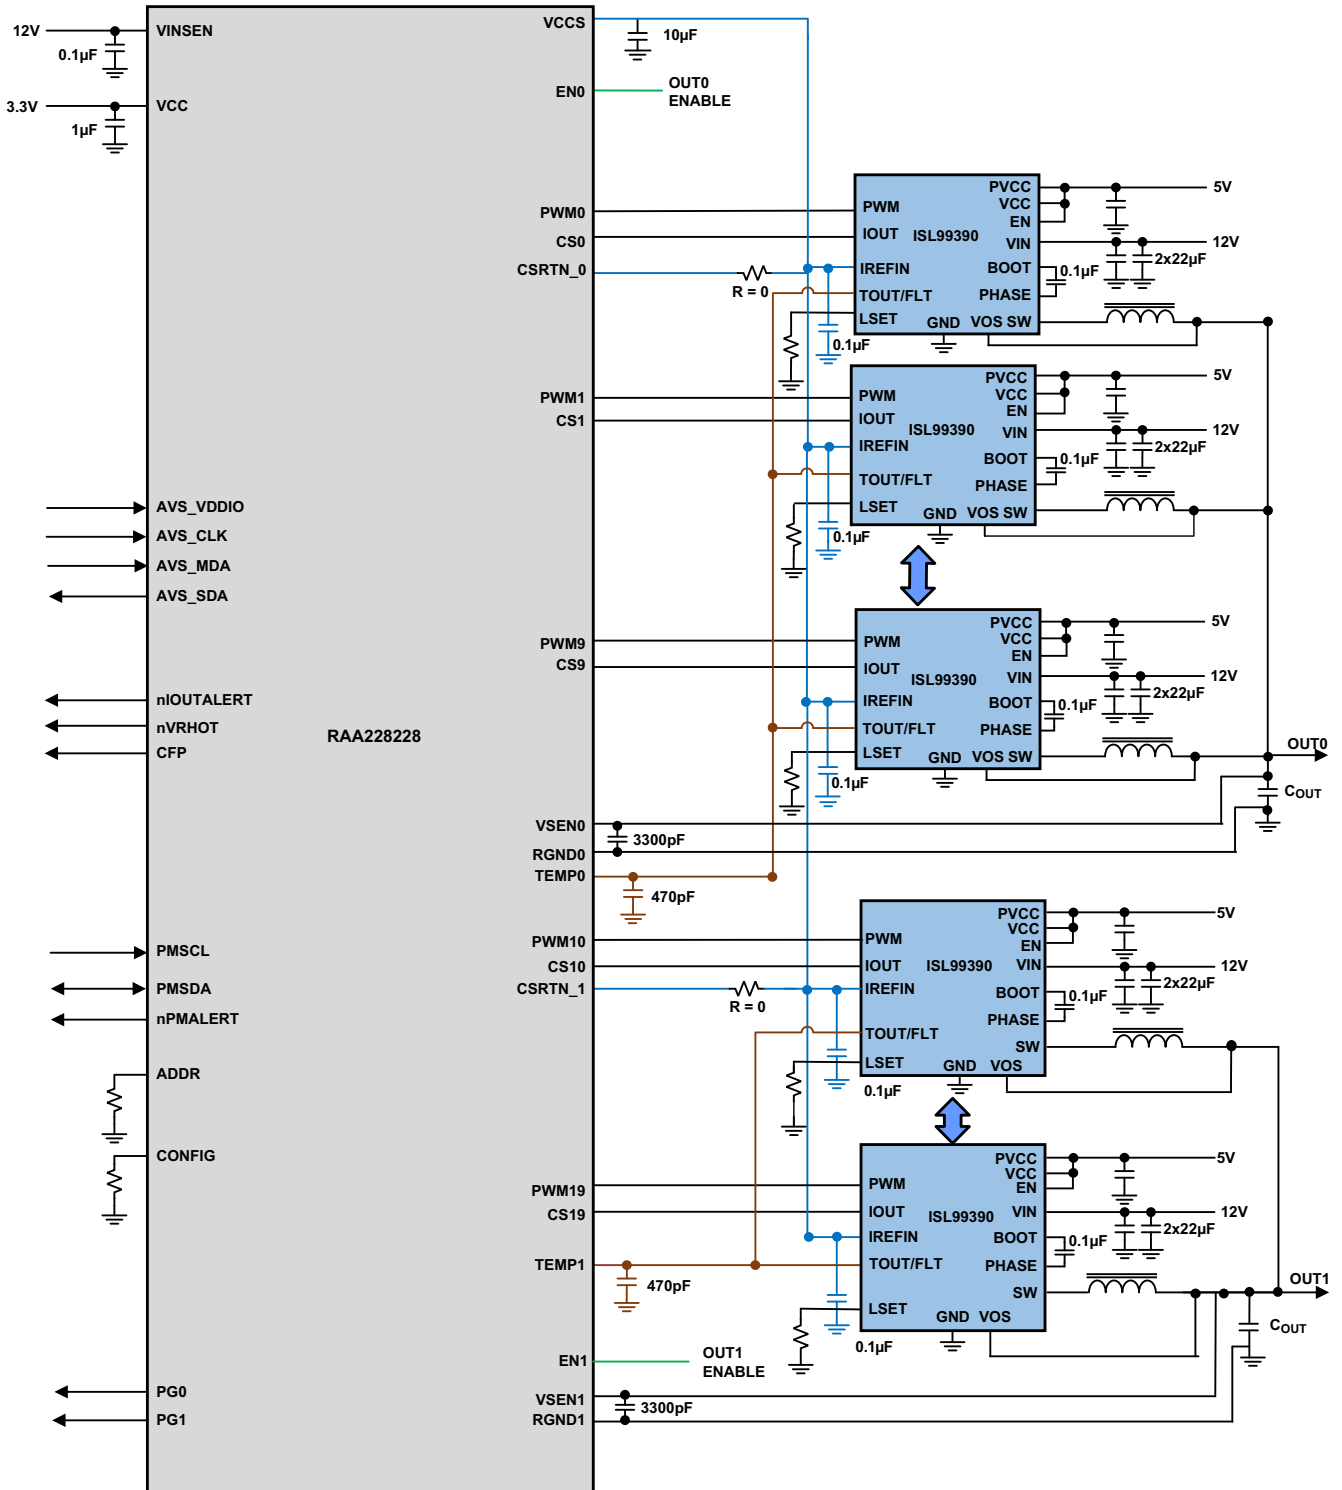 12V
VINSEN
0.1µF
3.3V
VCC
1µF
AVS_VDDIO
AVS_CLK
AVS_MDA
AVS_SDA
nIOUTALERT
nVRHOT
CFP
PMSCL
PMSDA
nPMALERT
ADDR
CONFIG
PG0
PG1
RAA228228
VCCS
10µF
EN0
OUT0
ENABLE
PWM0
CS0
CSRTN_0
R = 0
PWM1
CS1
PWM9
CS9
VSEN0
3300pF
RGND0
TEMP0
470pF
PWM10
CS10
CSRTN_1
R = 0
PWM19
CS19
TEMP1
470pF
EN1
OUT1
ENABLE
VSEN1
3300pF
RGND1
PWM
IOUT
IREFIN
TOUT/FLT
LSET
ISL99390
GND
PVCC
VCC
EN
VIN
BOOT
PHASE
VOS SW
5V
12V
2x22µF
0.1µF
0.1µF
PWM
IOUT
IREFIN
TOUT/FLT
LSET
ISL99390
GND
PVCC
VCC
EN
VIN
BOOT
PHASE
VOS SW
5V
12V
2x22µF
0.1µF
0.1µF
PWM
IOUT
IREFIN
TOUT/FLT
LSET
ISL99390
GND
PVCC
VCC
EN
VIN
BOOT
PHASE
VOS SW
5V
12V
2x22µF
0.1µF
0.1µF
OUT0
COUT
PWM
IOUT
IREFIN
TOUT/FLT
LSET
ISL99390
GND
VOS
PVCC
VCC
EN
VIN
BOOT
PHASE
SW
5V
12V
2x22µF
0.1µF
0.1µF
PWM
IOUT
IREFIN
TOUT/FLT
LSET
ISL99390
GND
VOS
PVCC
VCC
EN
VIN
BOOT
PHASE
SW
5V
12V
2x22µF
0.1µF
0.1µF
OUT1
COUT